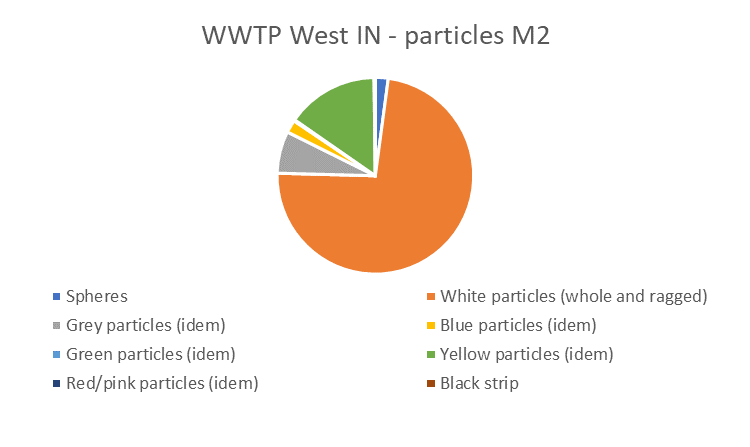 WWTP West IN - particles M2
Spheres
White particles (whole and ragged)
Grey particles (idem)
Blue particles (idem)
Green particles (idem)
Yellow particles (idem)
Red/pink particles (idem)
Black strip